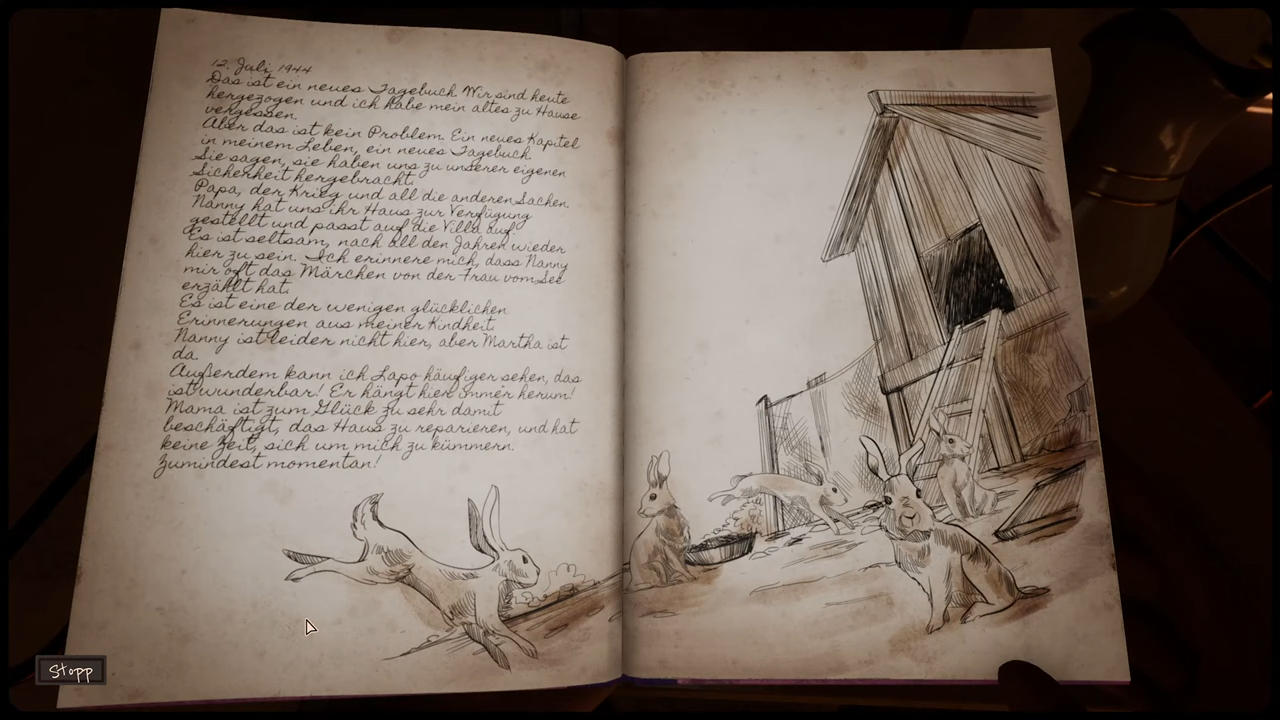 12. Juli 1944
Das ist ein neues Tagebuch. Wir sind heute
hergezogen und ich habe mein altes zu Hause
vergessen.
Aber das ist kein Problem. Ein neues Kapitel
in meinem Leben, ein neues Tagebuch.
Sie sagen, sie haben uns zu unserer eigenen
Sicherheit hergebracht.
Papa, der Krieg und all die anderen Sachen.
Nanny hat uns ihr Haus zur Verfügung
gestellt und passt auf die Villa auf.
Es ist seltsam, nach all den Jahren wieder
hier zu sein. Ich erinnere mich, dass Nanny
mir oft das Märchen von der Frau vom See
erzählt hat.
Es ist eine der wenigen glücklichen
Erinnerungen aus meiner Kindheit.
Nanny ist leider nicht hier, aber Martha ist
da.
Außerdem kann ich Lapo häufiger sehen, das
ist wunderbar! Er hängt hier immer herum!
Mama ist zum Glück zu sehr damit
beschäftigt, das Haus zu reparieren, und hat
keine Zeit, sich um mich zu kümmern.
Zumindest momentan!
Stopp